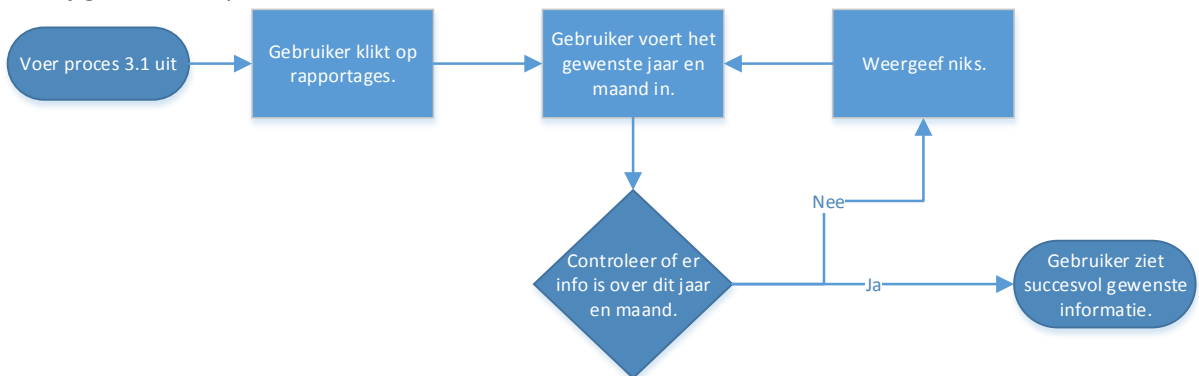 Voer proces 3.1 uit
Gebruiker klikt op
rapportages.
Gebruiker voert het
gewenste jaar en
maand in.
Weergeef niks.
Nee
Controleer of er
info is over dit jaar
en maand.
Ja
Gebruiker ziet
succesvol gewenste
informatie.